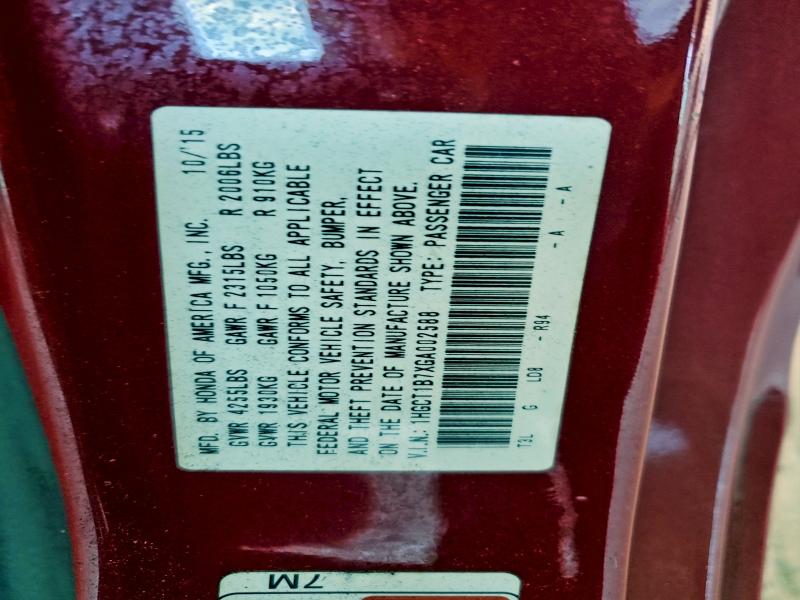 MFD. BY HONDA OF AMERICA MFG., INC. 10/15
GVWR 4255LBS GAWR F 2315LBS R 2006LBS
GVWR 1930KG GAWR F 1050KG R 910KG
THIS VEHICLE CONFORMS TO ALL APPLICABLE
FEDERAL MOTOR VEHICLE SAFETY, BUMPER,
AND THEFT PREVENTION STANDARDS IN EFFECT
ON THE DATE OF MANUFACTURE SHOWN ABOVE.
V.I.N.: 1HGCT1B7XGA002588 TYPE: PASSENGER CAR
T3L G LD8 - R94 - A - A
7M